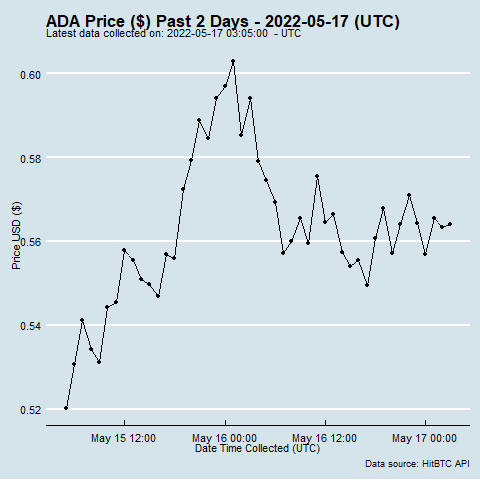 ADA Price ($) Past 2 Days - 2022-05-17 (UTC)
Latest data collected on: 2022-05-17 03:05:00 - UTC
0.60
0.58
0.56
0.54
0.52
Price USD ($)
May 15 12:00
May 16 00:00
May 16 12:00
May 17 00:00
Date Time Collected (UTC)
Data source: HitBTC API